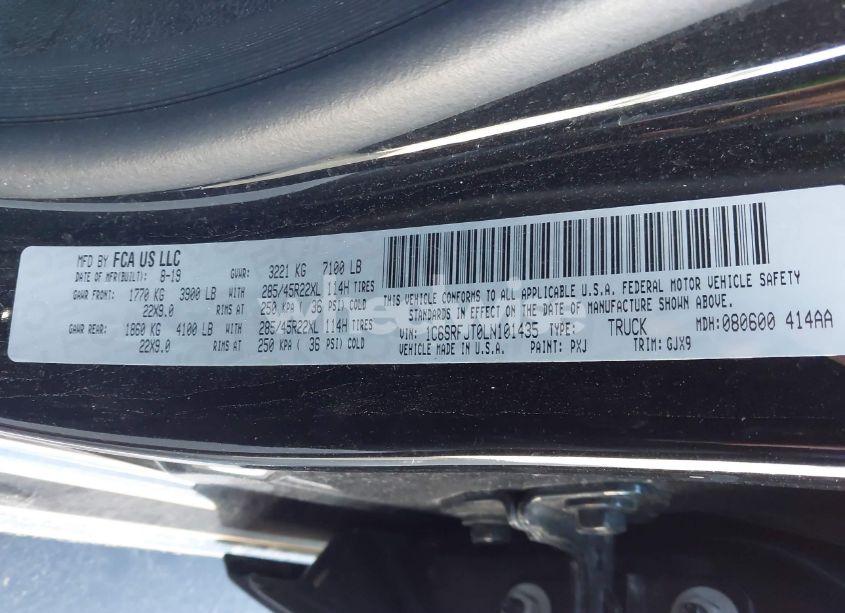 MFD BY FCA US LLC
DATE OF MFR(BUILT): 8-19 GVWR: 3221 KG 7100 LB
GAWR FRONT: 1770 KG 3900 LB WITH 285/45R22XL 114H TIRES
22X9.0 RIMS AT 250 KPA ( 36 PSI) COLD
GAWR REAR: 1860 KG 4100 LB WITH 285/45R22XL 114H TIRES
22X9.0 RIMS AT 250 KPA ( 36 PSI) COLD
THIS VEHICLE CONFORMS TO ALL APPLICABLE U.S.A. FEDERAL MOTOR VEHICLE SAFETY
STANDARDS IN EFFECT ON THE DATE OF MANUFACTURE SHOWN ABOVE.
VIN: 1C6SRFJT0LN101435 TYPE: TRUCK MDH:080600 414AA
VEHICLE MADE IN U.S.A. PAINT: PXJ TRIM: GJX9